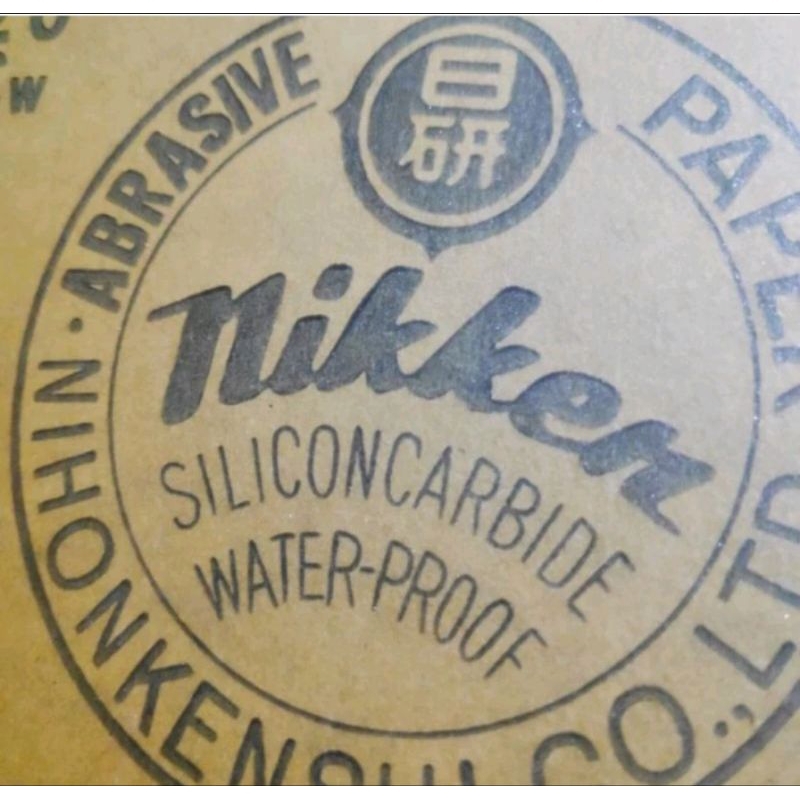 W
ABRASIVE PAPER
日
研
Nikken
SILICONCARBIDE
WATER-PROOF
NIHONKENSHI CO.,LTD